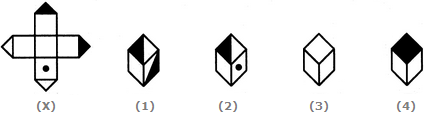 (X) (1) (2) (3) (4)